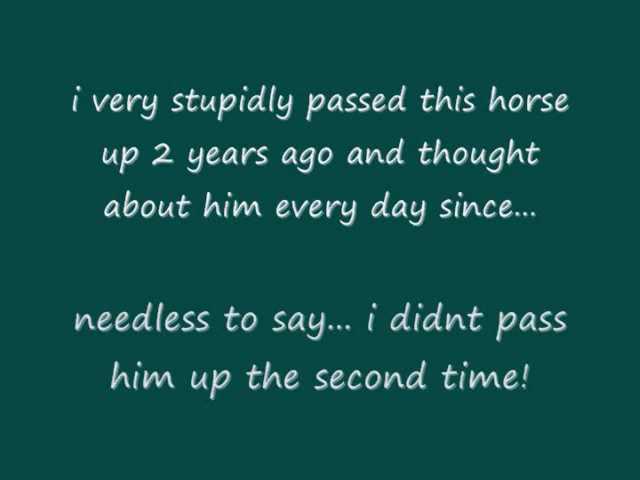 i very stupidly passed this horse
up 2 years ago and thought
about him every day since...
needless to say... i didnt pass
him up the second time!